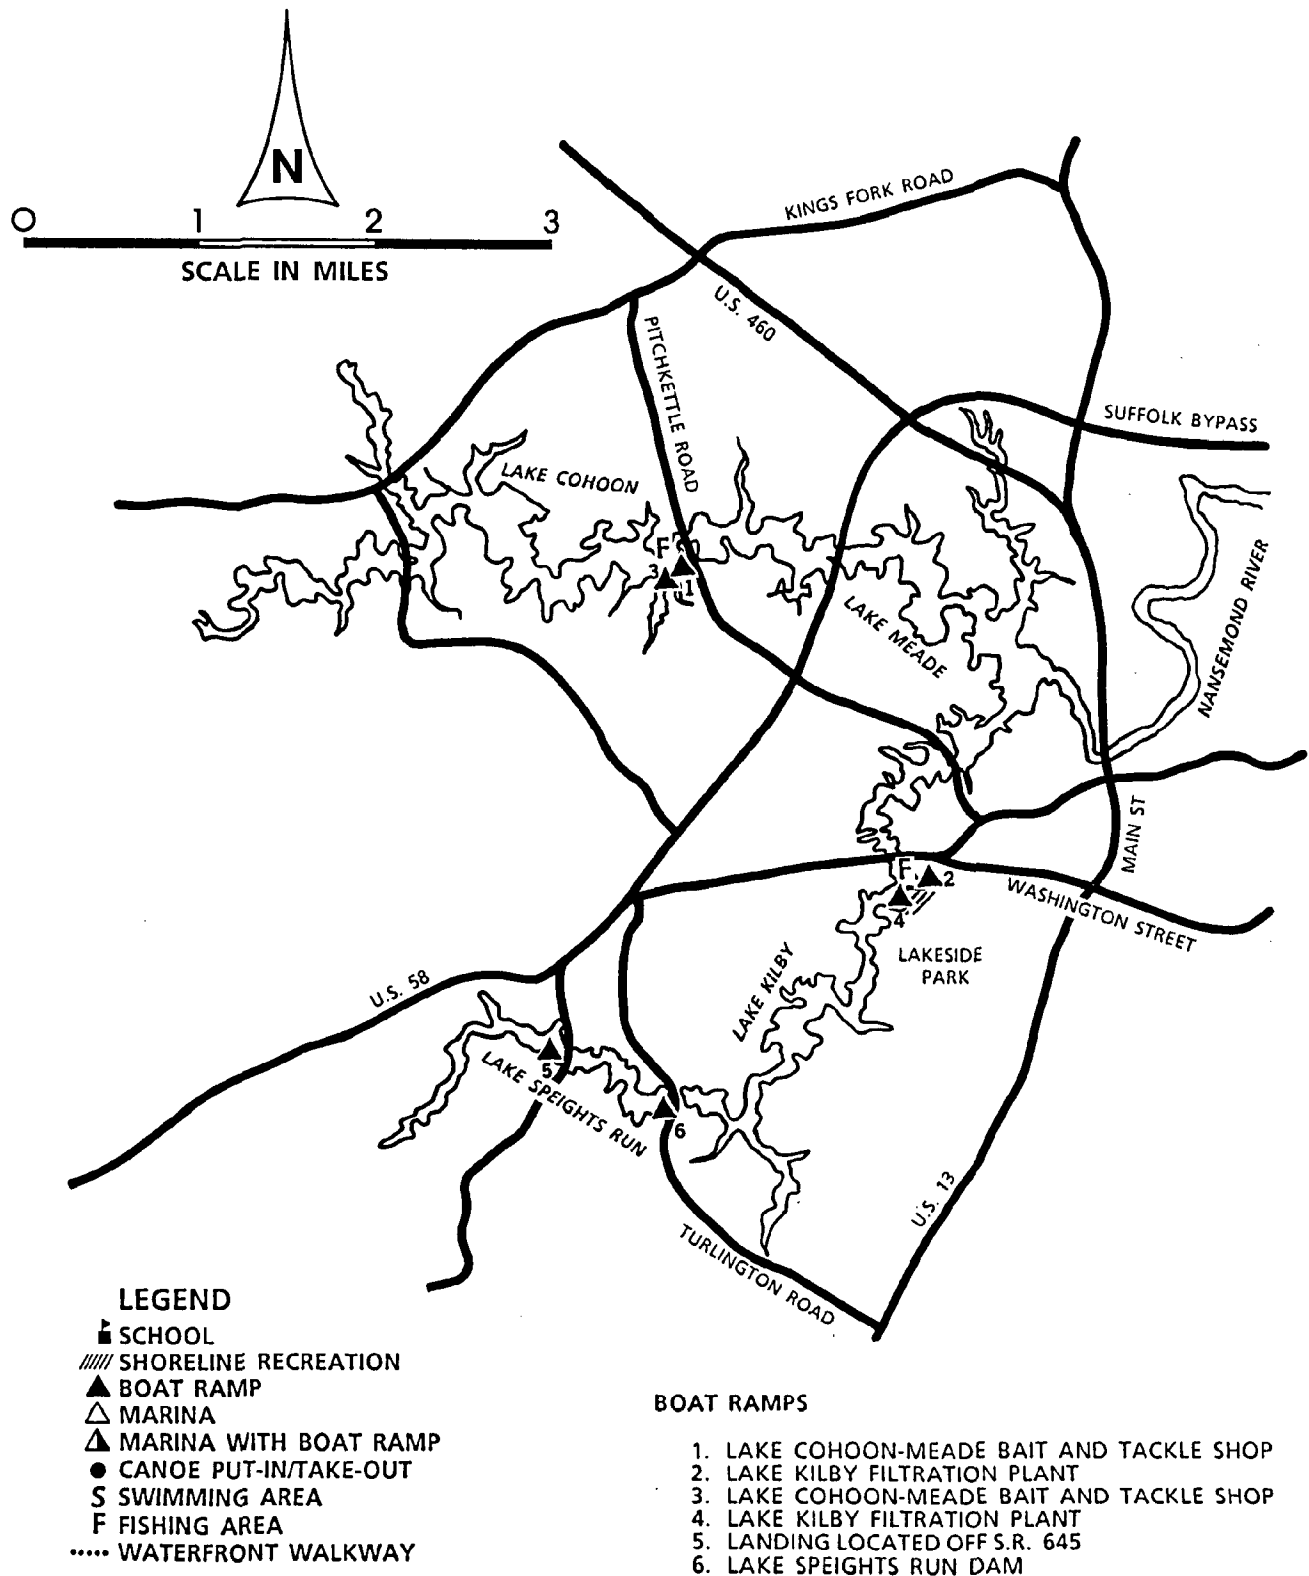 N
0 1 2 3
SCALE IN MILES
KINGS FORK ROAD
U.S. 460
PITCHKETTLE ROAD
SUFFOLK BYPASS
LAKE COHOON
NANSEMOND RIVER
F
3
1
LAKE MEADE
MAIN ST
F
2
4
WASHINGTON STREET
LAKESIDE
PARK
LAKE KILBY
U.S. 58
5
LAKE SPEIGHTS RUN
6
U.S. 13
TURLINGTON ROAD
LEGEND
SCHOOL
SHORELINE RECREATION
BOAT RAMP
MARINA
MARINA WITH BOAT RAMP
CANOE PUT-IN/TAKE-OUT
S SWIMMING AREA
F FISHING AREA
WATERFRONT WALKWAY
BOAT RAMPS
1. LAKE COHOON-MEADE BAIT AND TACKLE SHOP
2. LAKE KILBY FILTRATION PLANT
3. LAKE COHOON-MEADE BAIT AND TACKLE SHOP
4. LAKE KILBY FILTRATION PLANT
5. LANDING LOCATED OFF S.R. 645
6. LAKE SPEIGHTS RUN DAM